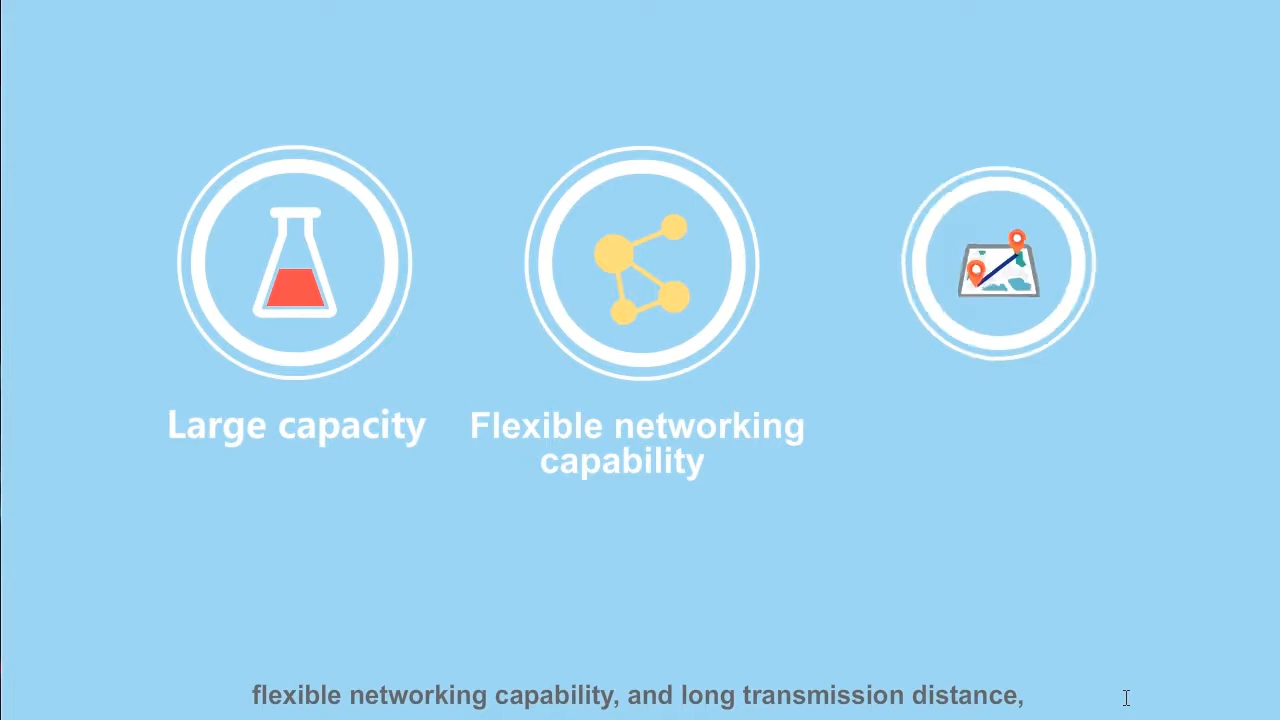 Large capacity
Flexible networking
capability
flexible networking capability, and long transmission distance,